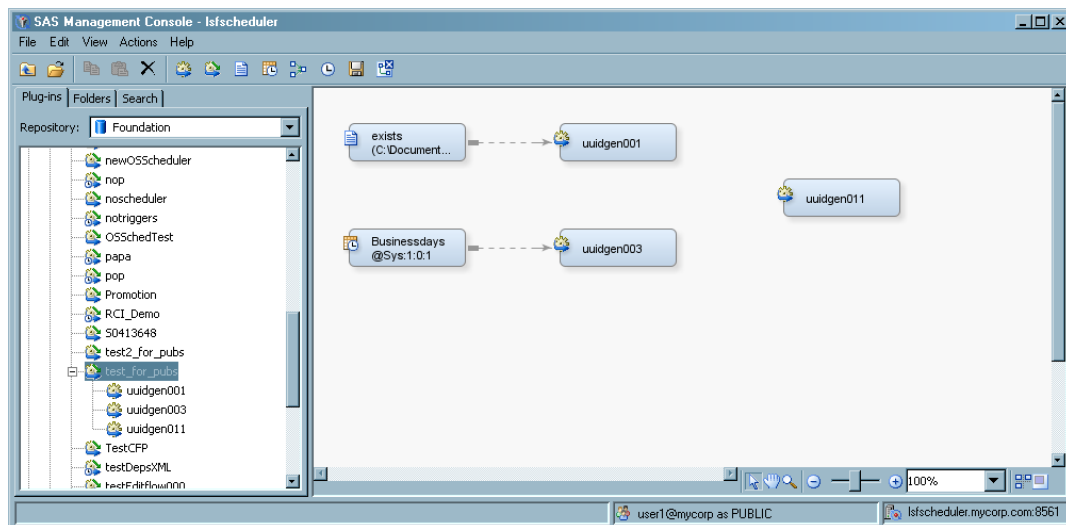 SAS Management Console - lsfscheduler
File Edit View Actions Help
Plug-ins Folders Search
Repository: Foundation
newOSScheduler
nop
noscheduler
notriggers
OSSchedTest
papa
pop
Promotion
RCI_Demo
S0413648
test2_for_pubs
test_for_pubs
uuidgen001
uuidgen003
uuidgen011
TestCFP
testDepsXML
testEditflow000
exists
(C:\Document...
uuidgen001
uuidgen011
Businessdays
@Sys:1:0:1
uuidgen003
100%
user1@mycorp as PUBLIC
lsfscheduler.mycorp.com:8561